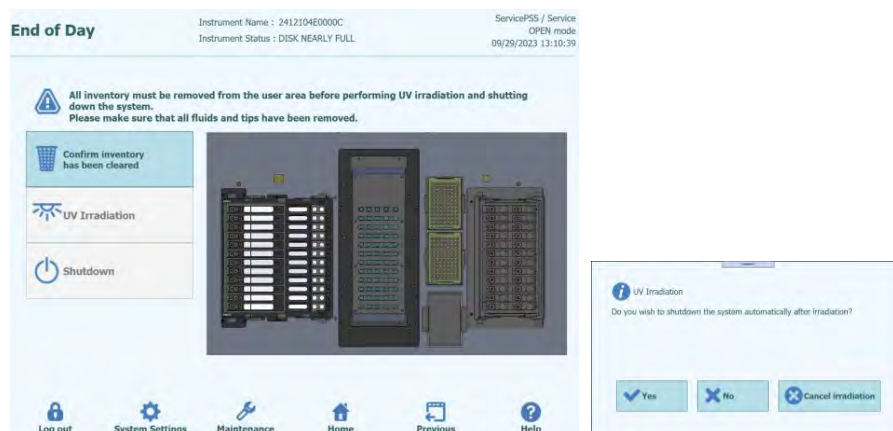 End of Day
Instrument Name : 2412104E0000C
Instrument Status : DISK NEARLY FULL
ServicePSS / Service
OPEN mode
09/29/2023 13:10:39
All inventory must be removed from the user area before performing UV irradiation and shutting
down the system.
Please make sure that all fluids and tips have been removed.
Confirm inventory
has been cleared
UV Irradiation
Shutdown
Log out
System Settings
Maintenance
Home
Previous
Help
UV Irradiation
Do you wish to shutdown the system automatically after irradiation?
Yes
No
Cancel irradiation